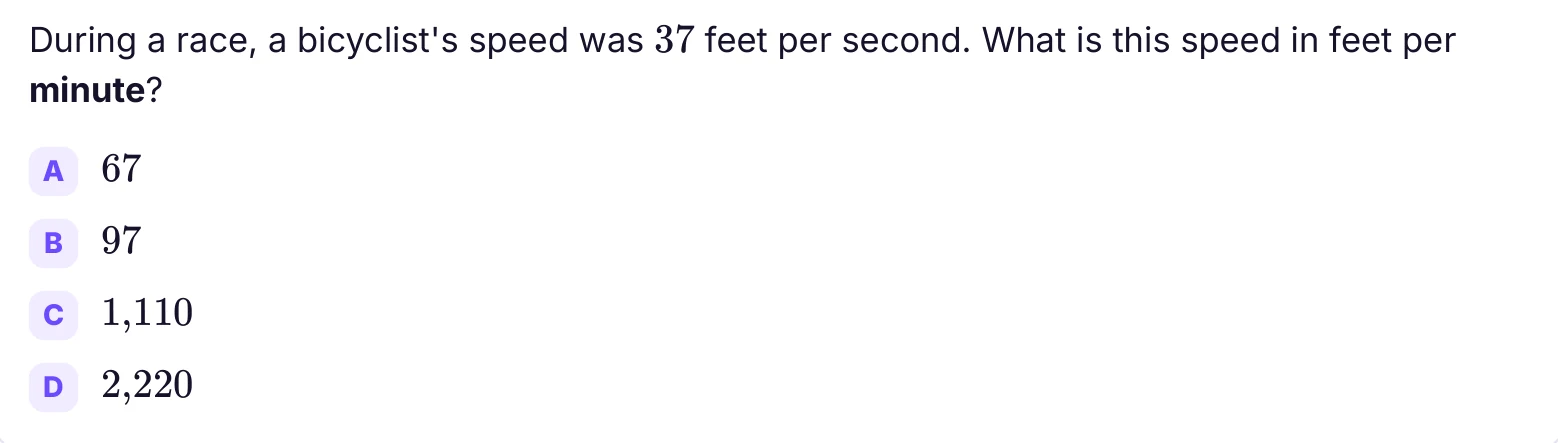 During a race, a bicyclist's speed was 37 feet per second. What is this speed in feet per
minute?
A 67
B 97
C 1,110
D 2,220